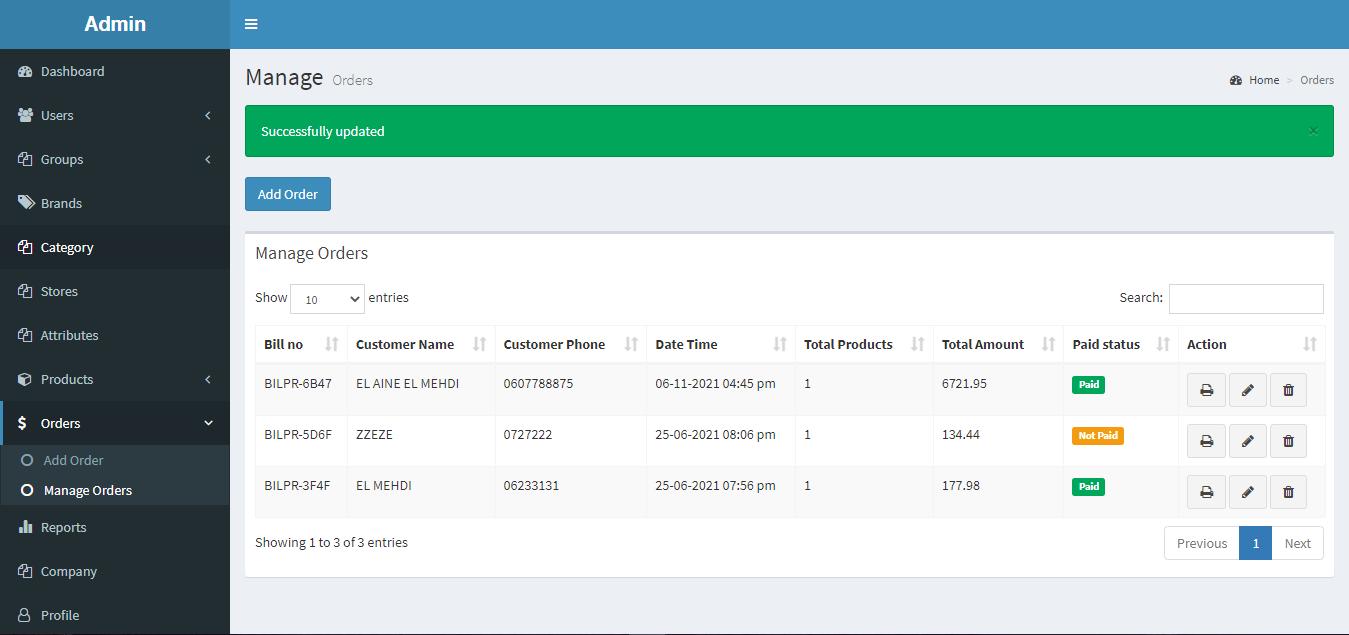 Admin
Dashboard
Users
Groups
Brands
Category
Stores
Attributes
Products
Orders
Add Order
Manage Orders
Reports
Company
Profile
Manage Orders
Home > Orders
Successfully updated ×
Add Order
Manage Orders
Show 10 entries
Search:
Bill no Customer Name Customer Phone Date Time Total Products Total Amount Paid status Action
BILPR-6B47 EL AINE EL MEHDI 0607788875 06-11-2021 04:45 pm 1 6721.95 Paid
BILPR-5D6F ZZEZE 0727222 25-06-2021 08:06 pm 1 134.44 Not Paid
BILPR-3F4F EL MEHDI 06233131 25-06-2021 07:56 pm 1 177.98 Paid
Showing 1 to 3 of 3 entries
Previous 1 Next